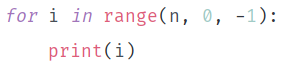 for i in range(n, 0, -1):
    print(i)